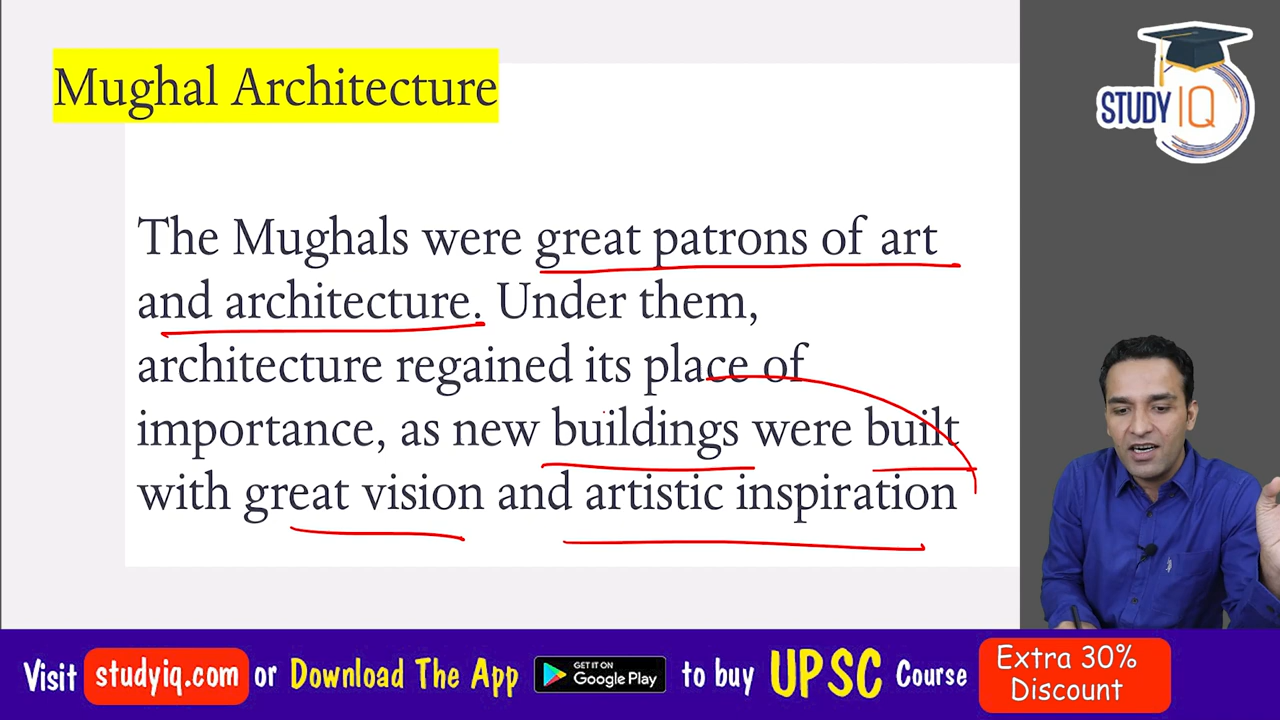 Mughal Architecture
STUDY IQ
The Mughals were great patrons of art
and architecture. Under them,
architecture regained its place of
importance, as new buildings were built
with great vision and artistic inspiration
Visit studyiq.com or Download The App GET IT ON Google Play to buy UPSC Course
Extra 30%
Discount